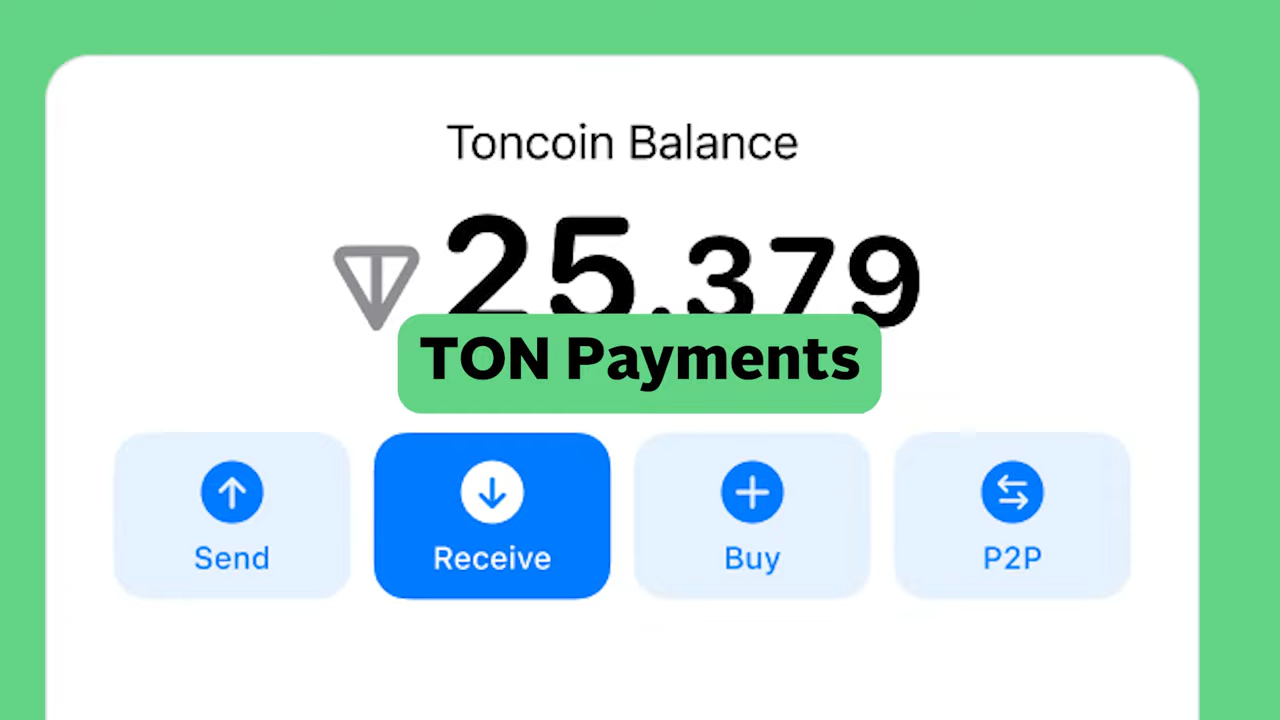 Toncoin Balance
25.379
TON Payments
Send
Receive
Buy
P2P